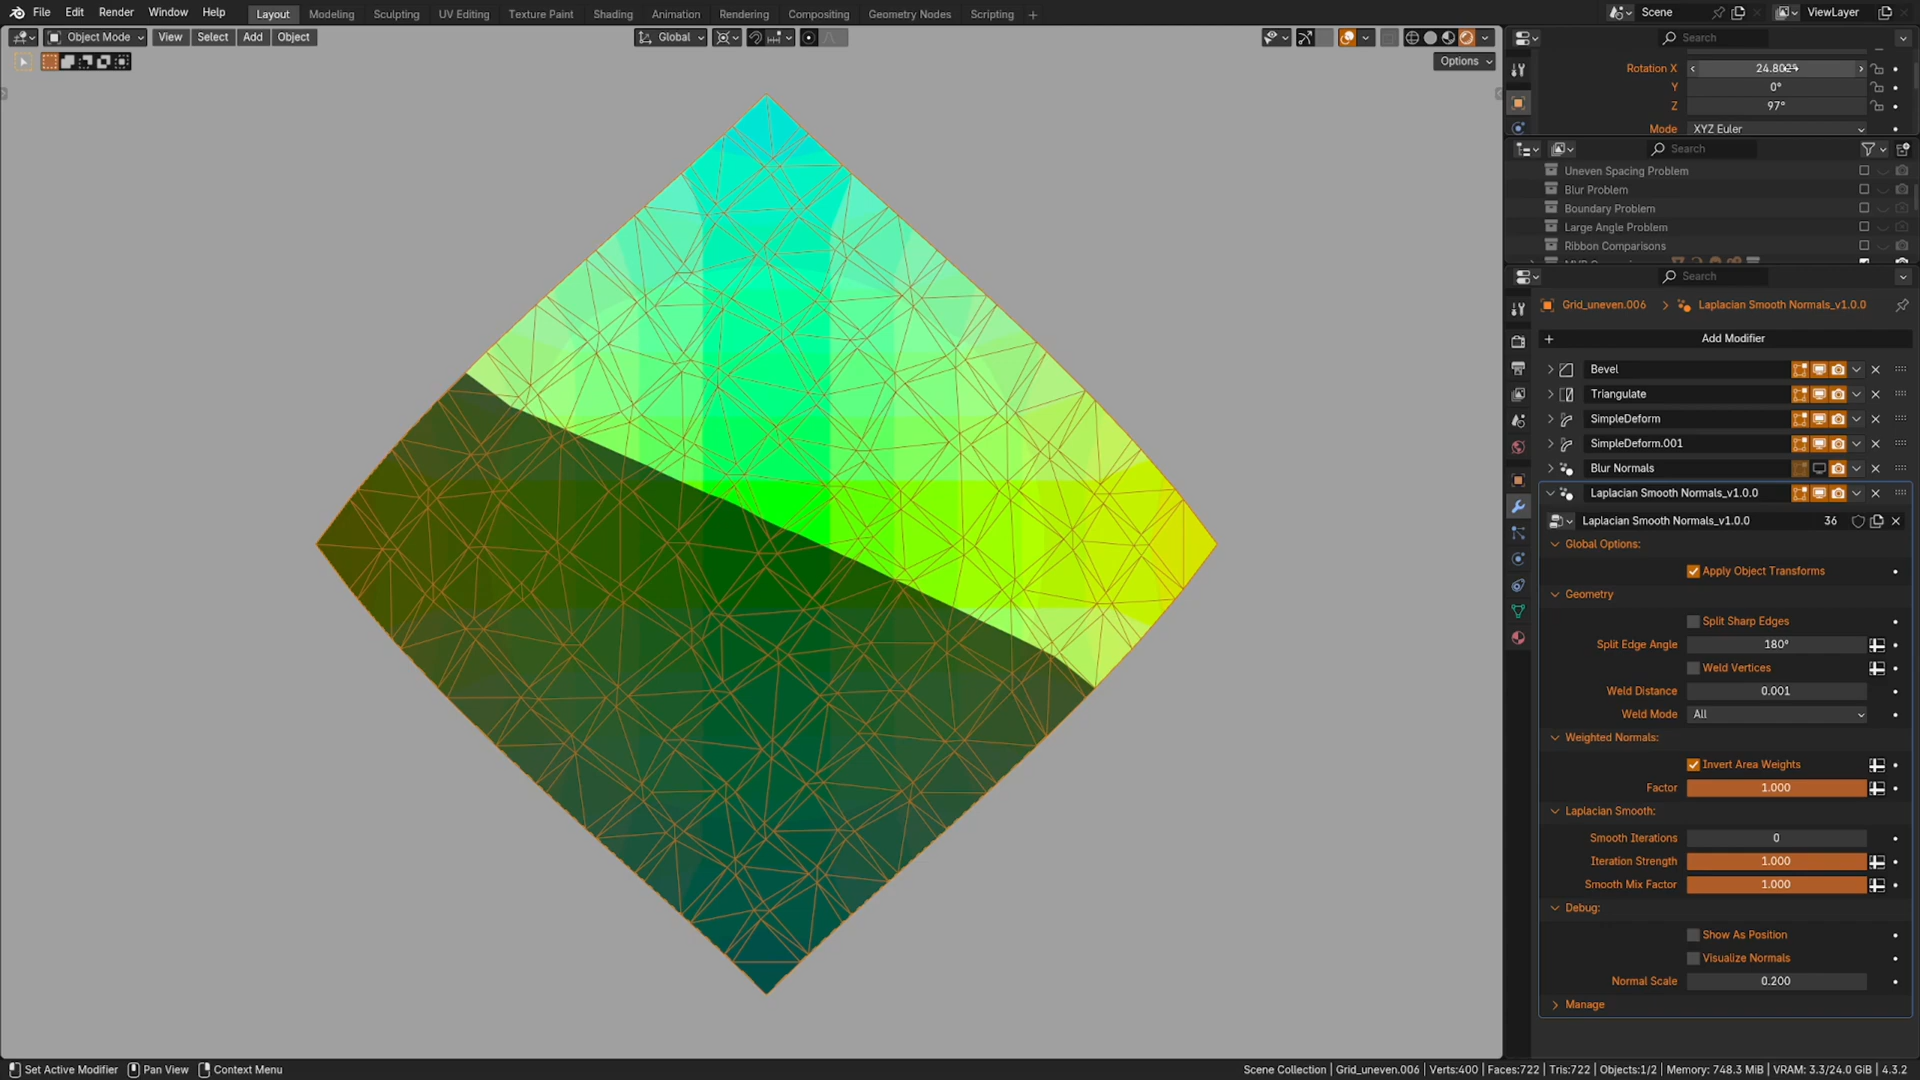 File Edit Render Window Help Layout Modeling Sculpting UV Editing Texture Paint Shading Animation Rendering Compositing Geometry Nodes Scripting + Scene ViewLayer
Object Mode View Select Add Object Global Search
Options
Rotation X
Y 0°
Z 97°
Mode XYZ Euler
Search
Uneven Spacing Problem
Blur Problem
Boundary Problem
Large Angle Problem
Ribbon Comparisons
Search
Grid_uneven.006 Laplacian Smooth Normals_v1.0.0
+ Add Modifier
Bevel
Triangulate
SimpleDeform
SimpleDeform.001
Blur Normals
Laplacian Smooth Normals_v1.0.0
Laplacian Smooth Normals_v1.0.0 36
Global Options:
Apply Object Transforms
Geometry
Split Sharp Edges
Split Edge Angle 180°
Weld Vertices
Weld Distance 0.001
Weld Mode All
Weighted Normals:
Invert Area Weights
Factor 1.000
Laplacian Smooth:
Smooth Iterations 0
Iteration Strength 1.000
Smooth Mix Factor 1.000
Debug:
Show As Position
Visualize Normals
Normal Scale 0.200
Manage
Set Active Modifier Pan View Context Menu Scene Collection | Grid_uneven.006 | Verts:400 | Faces:722 | Tris:722 | Objects:1/2 | Memory: 748.3 MiB | VRAM: 3.3/24.0 GiB | 4.3.2